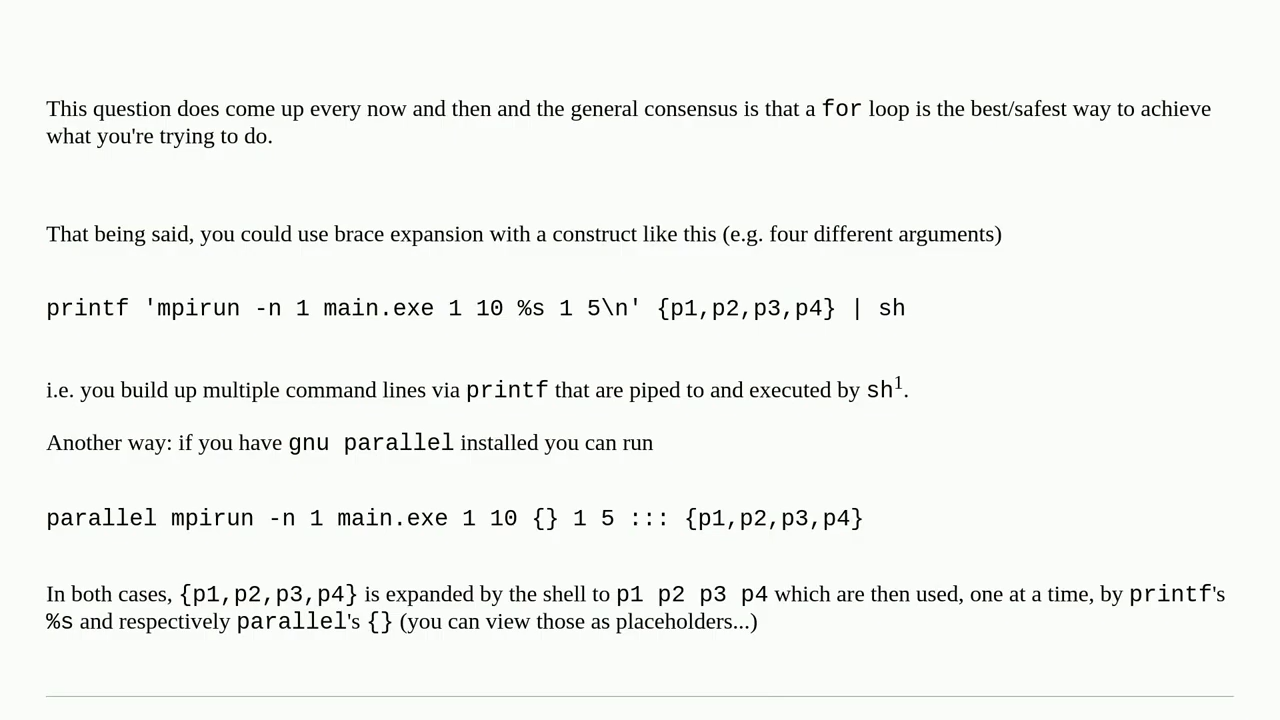 This question does come up every now and then and the general consensus is that a for loop is the best/safest way to achieve
what you're trying to do.
That being said, you could use brace expansion with a construct like this (e.g. four different arguments)
printf 'mpirun -n 1 main.exe 1 10 %s 1 5\n' {p1,p2,p3,p4} | sh
i.e. you build up multiple command lines via printf that are piped to and executed by sh1.
Another way: if you have gnu parallel installed you can run
parallel mpirun -n 1 main.exe 1 10 {} 1 5 ::: {p1,p2,p3,p4}
In both cases, {p1,p2,p3,p4} is expanded by the shell to p1 p2 p3 p4 which are then used, one at a time, by printf's
%s and respectively parallel's {} (you can view those as placeholders...)